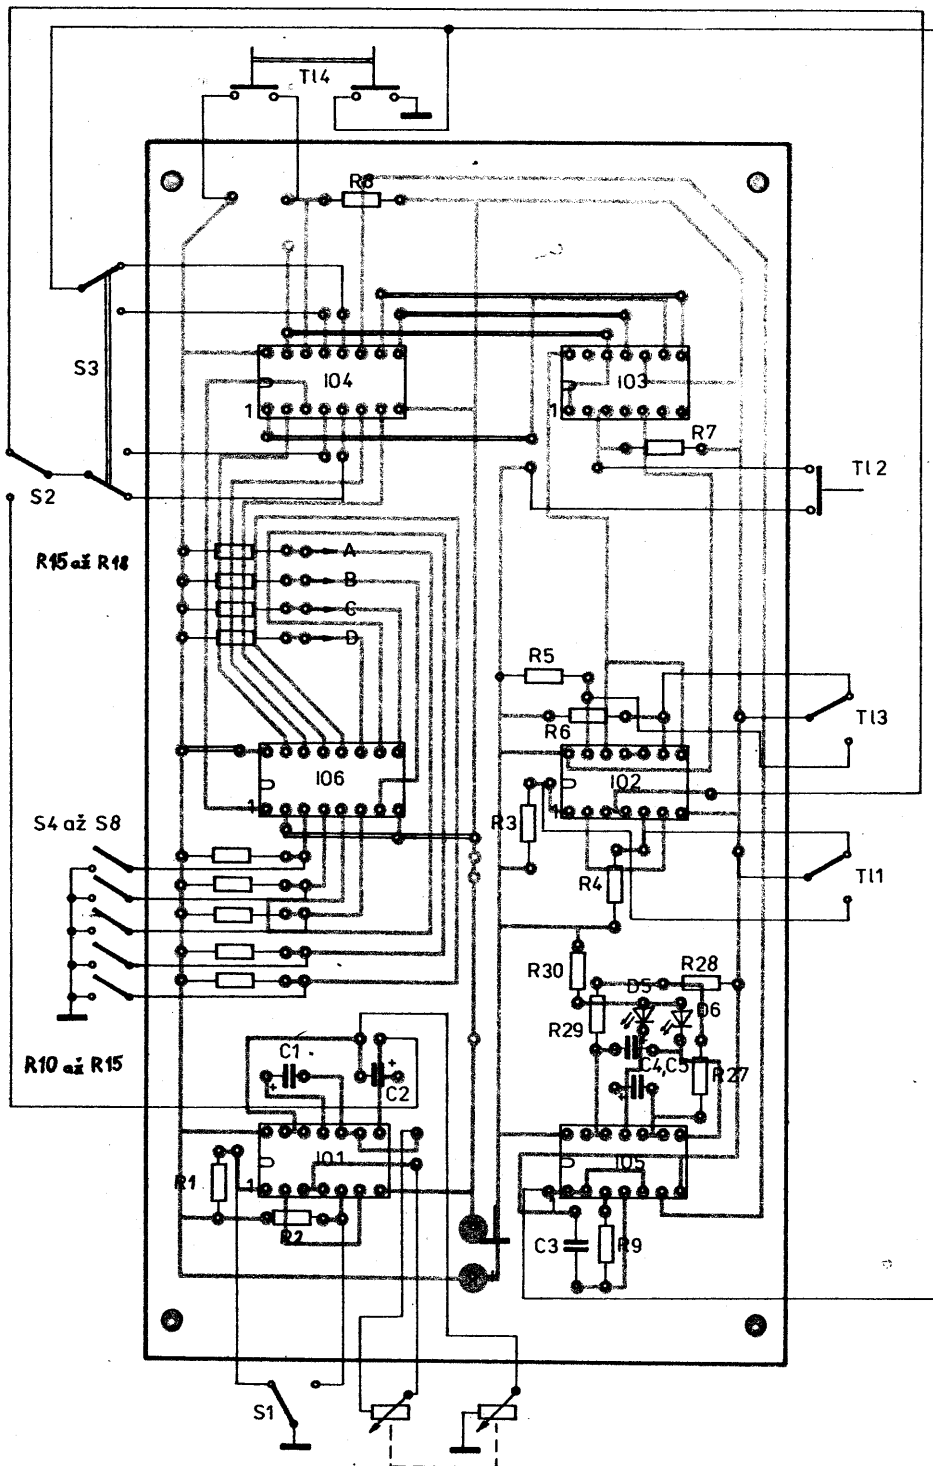 Tl4
R8
S3
IO4
IO3
1
1
R7
S2
Tl2
R15 až R18
A
B
C
D
R5
R6
Tl3
IO6
IO2
1
1
S4 až S8
R3
R4
Tl1
R30
R28
D5
D6
R29
C1
C4,C5
R10 až R15
C2
R27
+
+
+
IO1
IO5
R1
1
R2
C3
R9
S1